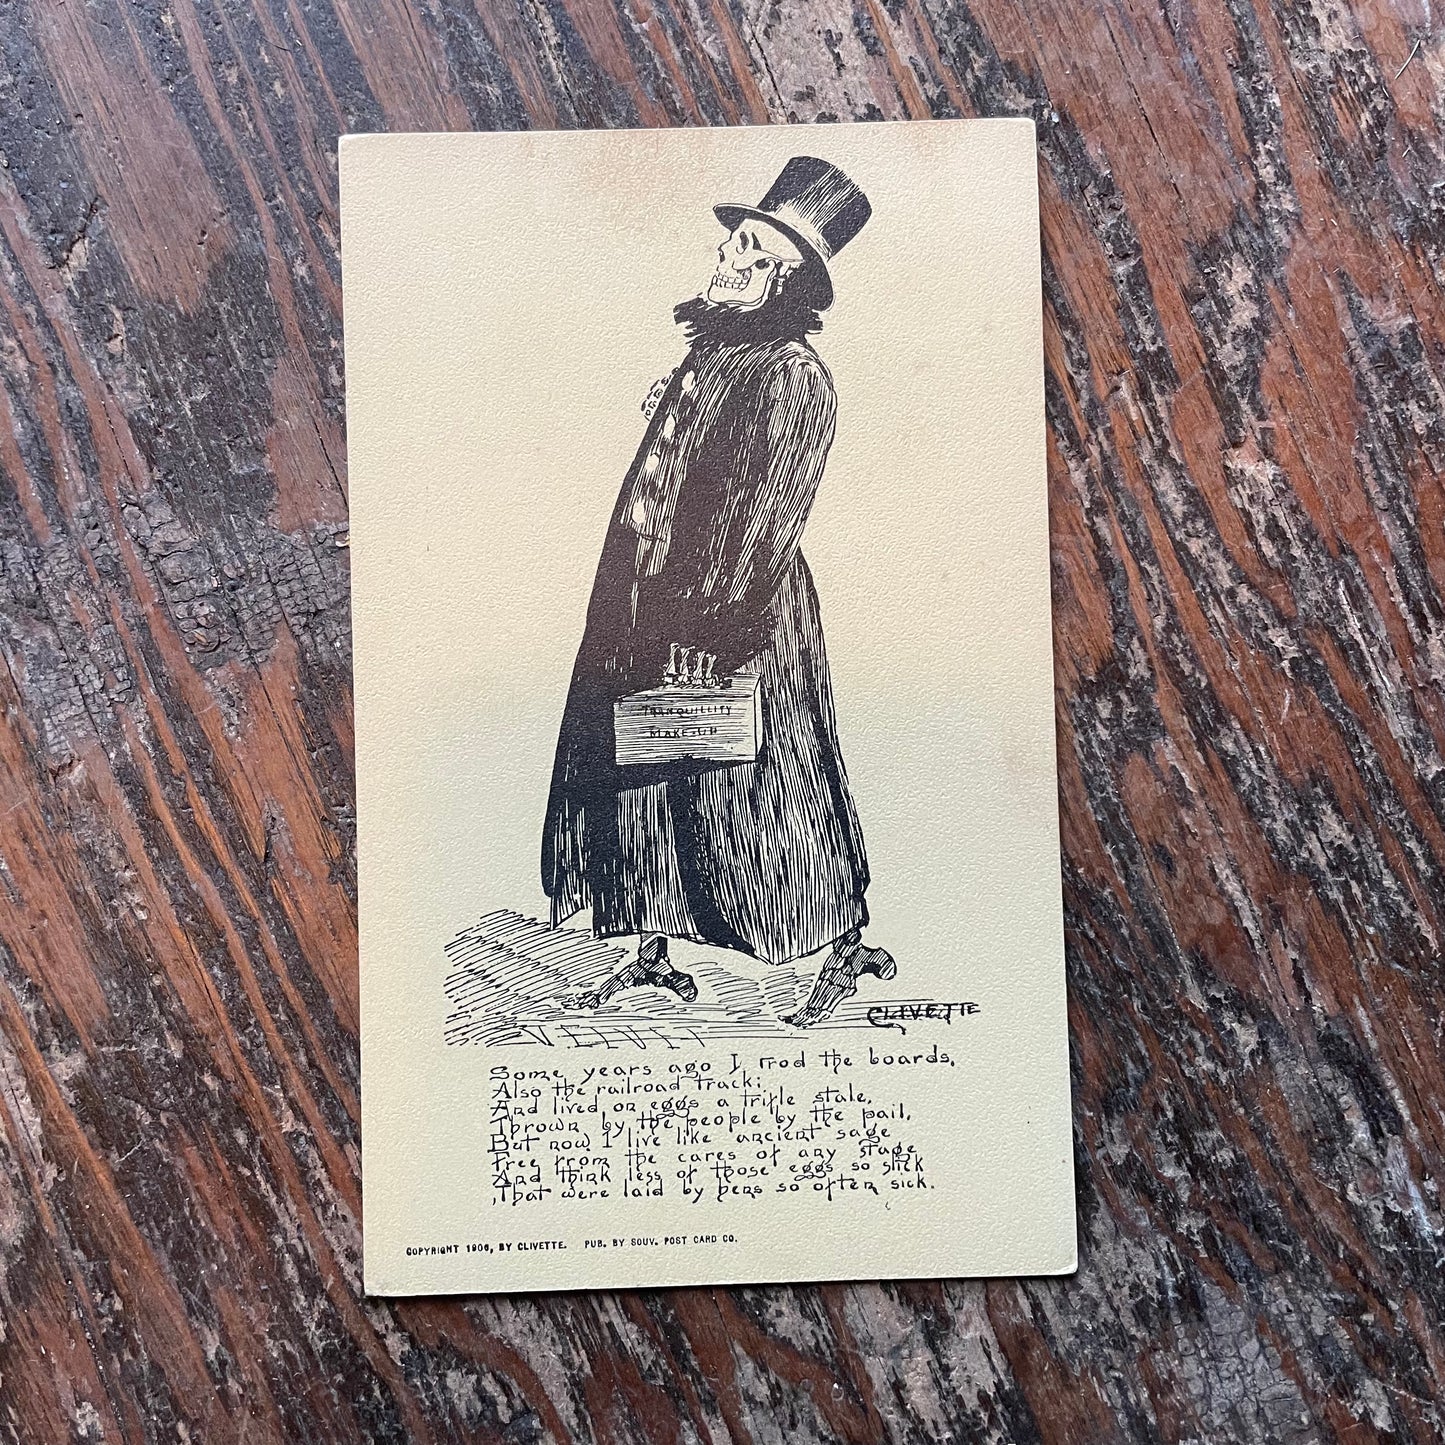 TRANQUILLITY
MAKE-UP
CLIVETTE
VELVET
Some years ago I trod the boards.
Also the railroad track;
And lived on eggs a trifle stale,
Thrown by the people by the pail.
But now I live like ancient sage
Free from the cares of any stage,
And think less of those eggs so slick
That were laid by hens so often sick.
COPYRIGHT 1906, BY CLIVETTE. PUB. BY SOUV. POST CARD CO.